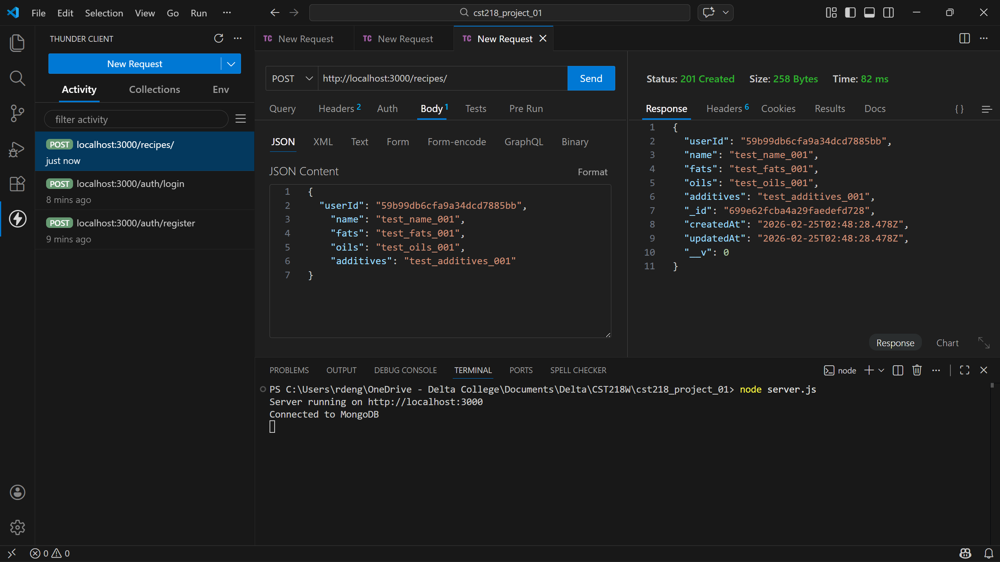 File Edit Selection View Go Run ···
cst218_project_01
THUNDER CLIENT
New Request
Activity Collections Env
filter activity
POST localhost:3000/recipes/
just now
POST localhost:3000/auth/login
8 mins ago
POST localhost:3000/auth/register
9 mins ago
TC New Request TC New Request TC New Request
POST http://localhost:3000/recipes/ Send
Query Headers 2 Auth Body 1 Tests Pre Run
JSON XML Text Form Form-encode GraphQL Binary
JSON Content Format
1 {
2 "userId": "59b99db6cfa9a34dcd7885bb",
3 "name": "test_name_001",
4 "fats": "test_fats_001",
5 "oils": "test_oils_001",
6 "additives": "test_additives_001"
7 }
Status: 201 Created Size: 258 Bytes Time: 82 ms
Response Headers 6 Cookies Results Docs { }
1 {
2 "userId": "59b99db6cfa9a34dcd7885bb",
3 "name": "test_name_001",
4 "fats": "test_fats_001",
5 "oils": "test_oils_001",
6 "additives": "test_additives_001",
7 "_id": "699e62fcba4a29faedefd728",
8 "createdAt": "2026-02-25T02:48:28.478Z",
9 "updatedAt": "2026-02-25T02:48:28.478Z",
10 "__v": 0
11 }
Response Chart
PROBLEMS OUTPUT DEBUG CONSOLE TERMINAL PORTS SPELL CHECKER
node
PS C:\Users\rdeng\OneDrive - Delta College\Documents\Delta\CST218W\cst218_project_01> node server.js
Server running on http://localhost:3000
Connected to MongoDB
0 0